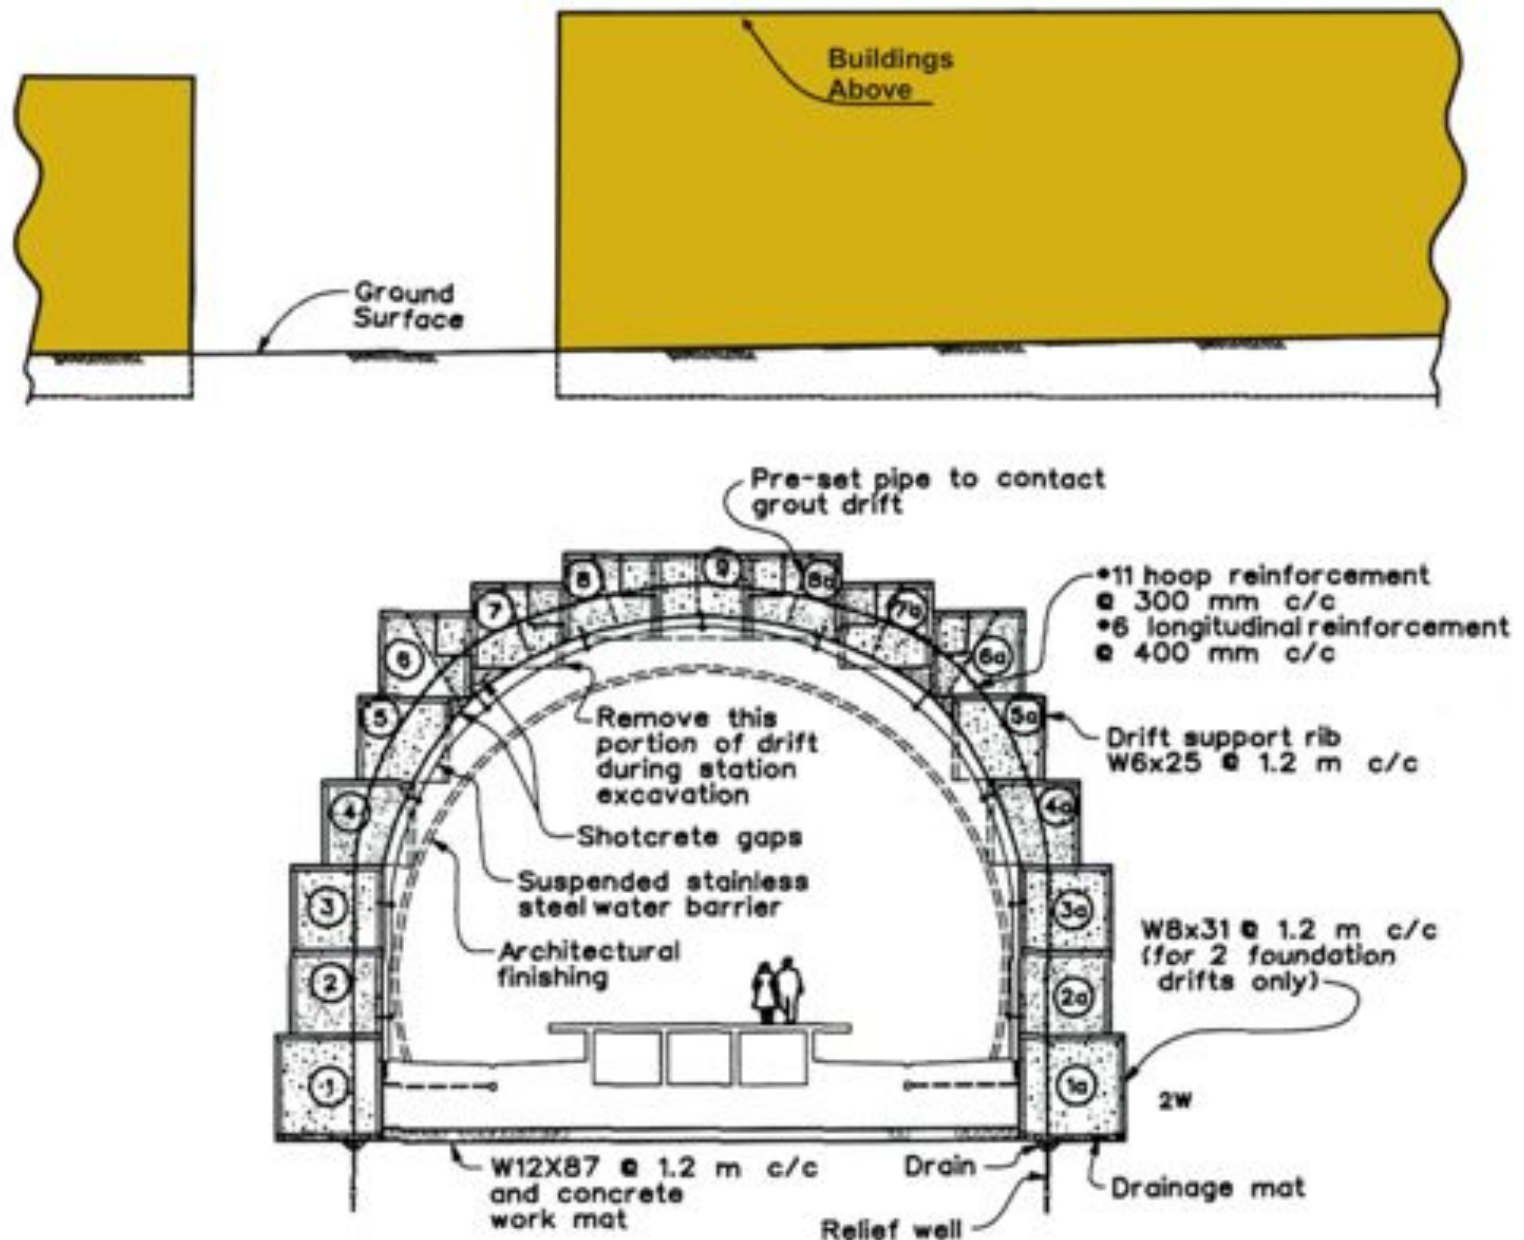 Buildings
Above
Ground
Surface
Pre-set pipe to contact
grout drift
9
8
8a
7
7a
6
6a
5
5a
4
4a
3
3a
2
2a
1
1a
•11 hoop reinforcement
@ 300 mm c/c
•6 longitudinal reinforcement
@ 400 mm c/c
Remove this
portion of drift
during station
excavation
Drift support rib
W6x25 @ 1.2 m c/c
Shotcrete gaps
Suspended stainless
steel water barrier
Architectural
finishing
W8x31 @ 1.2 m c/c
(for 2 foundation
drifts only)
2W
W12X87 @ 1.2 m c/c
and concrete
work mat
Drain
Drainage mat
Relief well